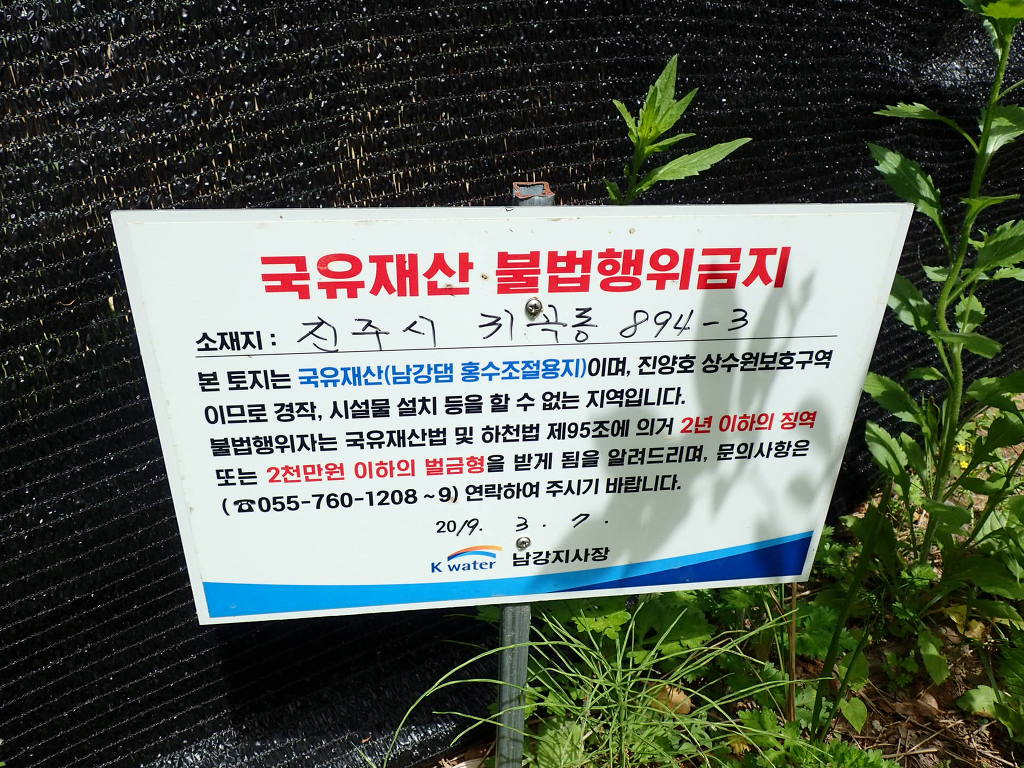 국유재산 불법행위금지
소재지 : 진주시 귀곡동 894-3
본 토지는 국유재산(남강댐 홍수조절용지)이며, 진양호 상수원보호구역
이므로 경작, 시설물 설치 등을 할 수 없는 지역입니다.
불법행위자는 국유재산법 및 하천법 제95조에 의거 2년 이하의 징역
또는 2천만원 이하의 벌금형을 받게 됨을 알려드리며, 문의사항은
(☎055-760-1208 ~ 9) 연락하여 주시기 바랍니다.
2019. 3. 7.
K water 남강지사장